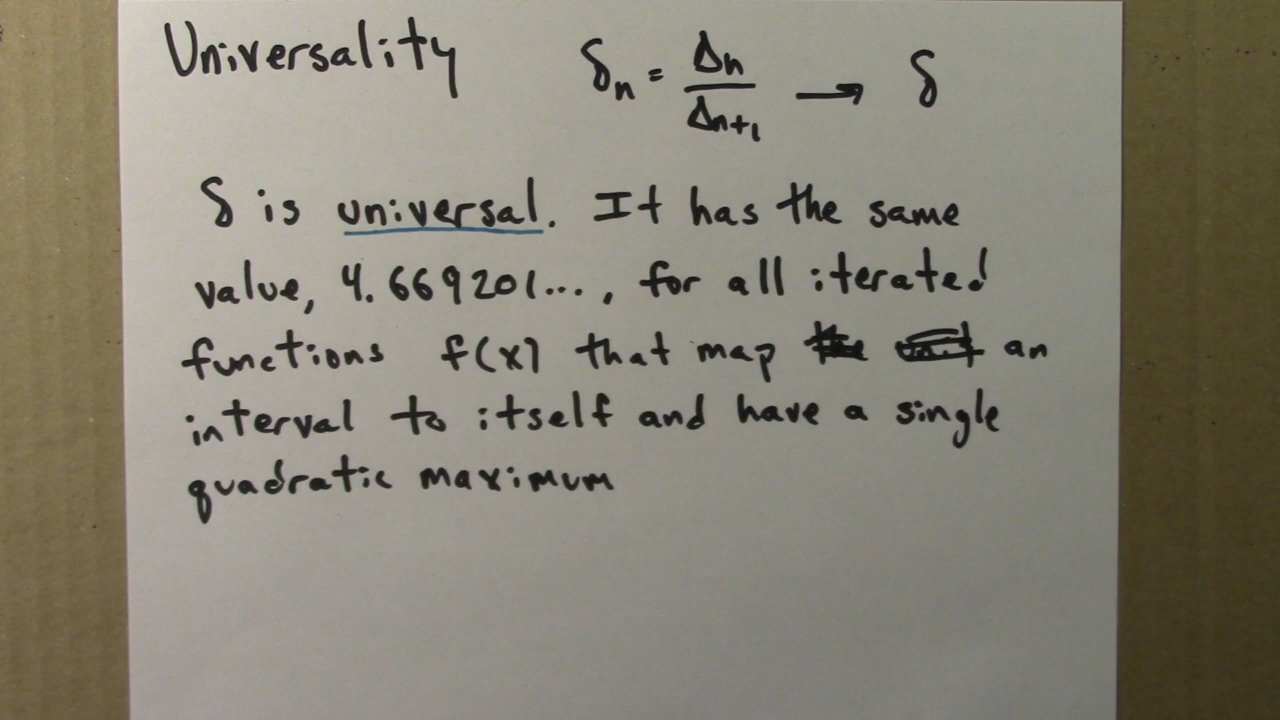 Universality δn = Δn / Δn+1 → δ
δ is universal. It has the same
value, 4.669201..., for all iterated
functions f(x) that map an
interval to itself and have a single
quadratic maximum